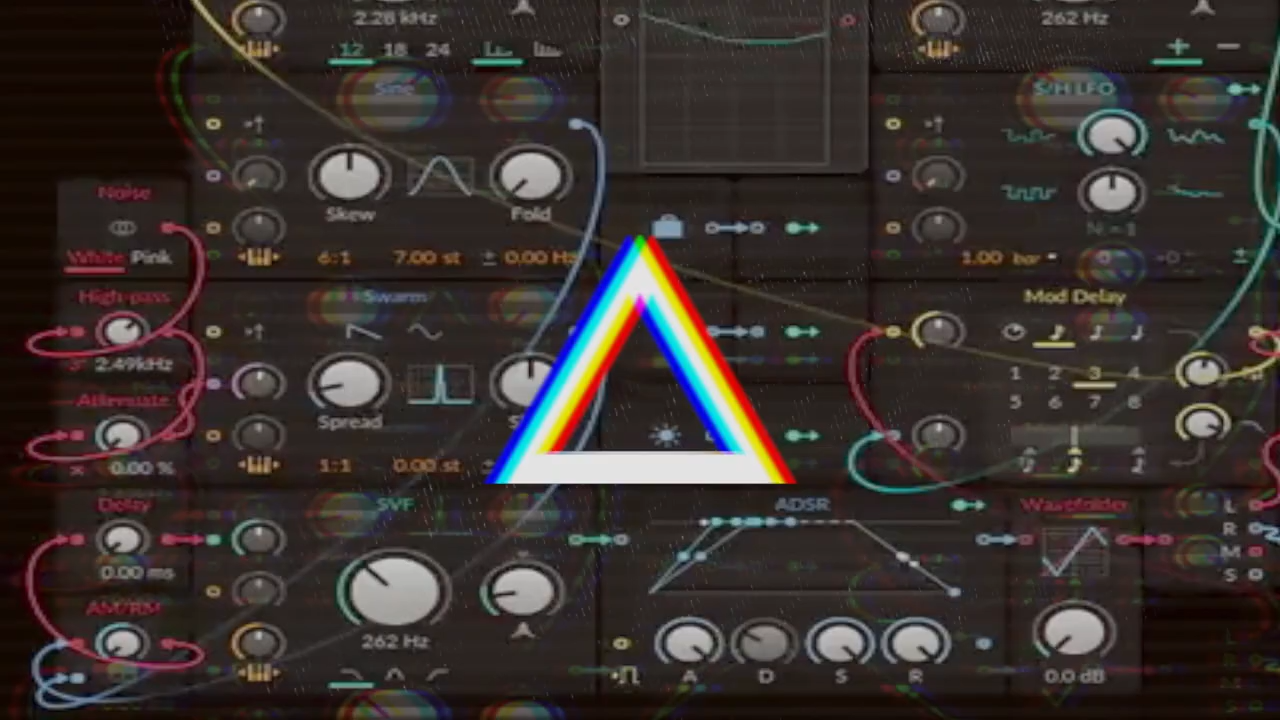 2.28 kHz
262 Hz
12 18 24
Sine
S/H LFO
Noise
Skew
Fold
N = 1
White Pink
6:1 7.00 st ± 0.00 Hz
1.00 bar
High-pass
Swarm
Mod Delay
2.49kHz
1 2 3 4
Attenuate
5 6 7 8
Spread
× 0.00 %
1:1 0.00 st ±
Delay
SVF
ADSR
Wavefolder
L
R
M
S
0.00 ms
AM/RM
262 Hz
A D S R
0.0 dB